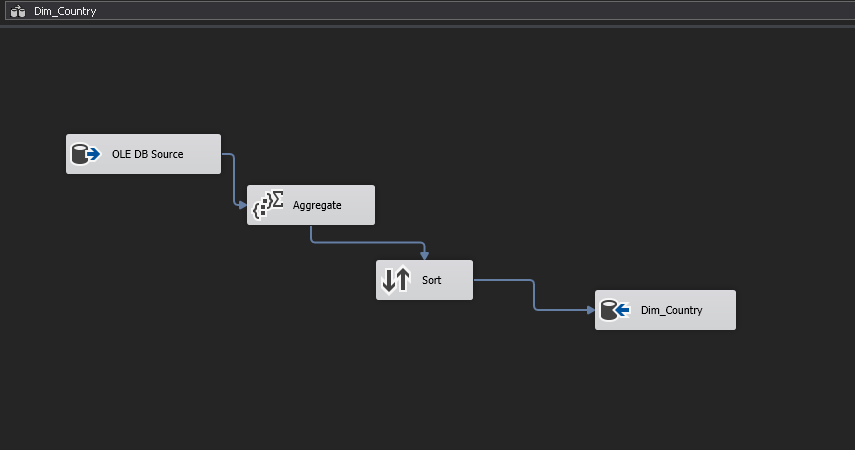 Dim_Country
OLE DB Source
Aggregate
Sort
Dim_Country